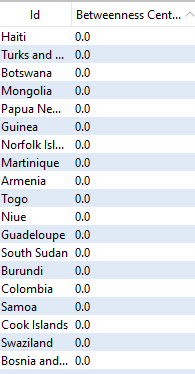 Id Betweenness Cent...
Haiti 0.0
Turks and ... 0.0
Botswana 0.0
Mongolia 0.0
Papua Ne... 0.0
Guinea 0.0
Norfolk Isl... 0.0
Martinique 0.0
Armenia 0.0
Togo 0.0
Niue 0.0
Guadeloupe 0.0
South Sudan 0.0
Burundi 0.0
Colombia 0.0
Samoa 0.0
Cook Islands 0.0
Swaziland 0.0
Bosnia and... 0.0